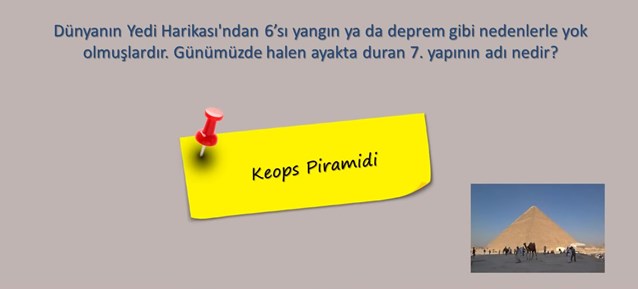 Dünyanın Yedi Harikası'ndan 6’sı yangın ya da deprem gibi nedenlerle yok
olmuşlardır. Günümüzde halen ayakta duran 7. yapının adı nedir?
Keops Piramidi